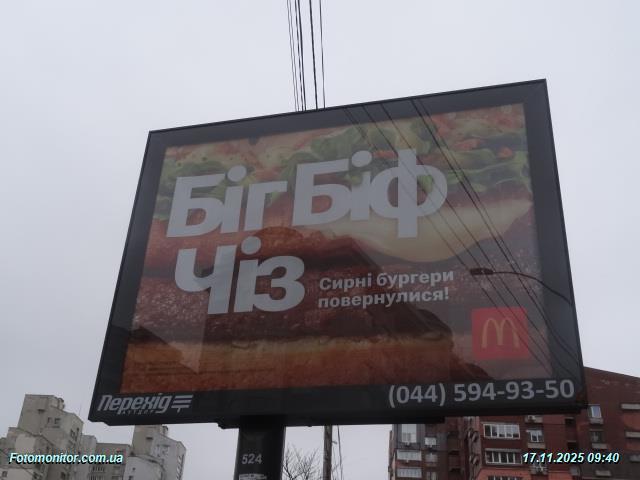 Біг Біф
Чіз
Сирні бургери
повернулися!
Перехід
АУТДОР
(044) 594-93-50
524
Fotomonitor.com.ua
17.11.2025 09:40